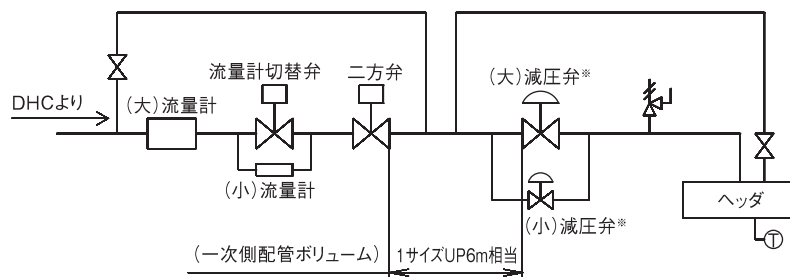 流量計切替弁
二方弁
(大)減圧弁※
DHCより
(大)流量計
(小)流量計
(小)減圧弁※
ヘッダ
T
(一次側配管ボリューム)
1サイズUP6m相当